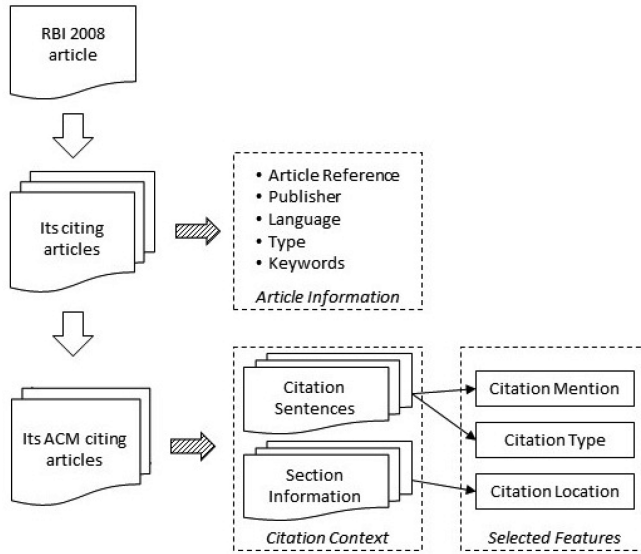 RBI 2008
article
Its citing
articles
• Article Reference
• Publisher
• Language
• Type
• Keywords
Article Information
Its ACM citing
articles
Citation
Sentences
Section
Information
Citation Context
Citation Mention
Citation Type
Citation Location
Selected Features